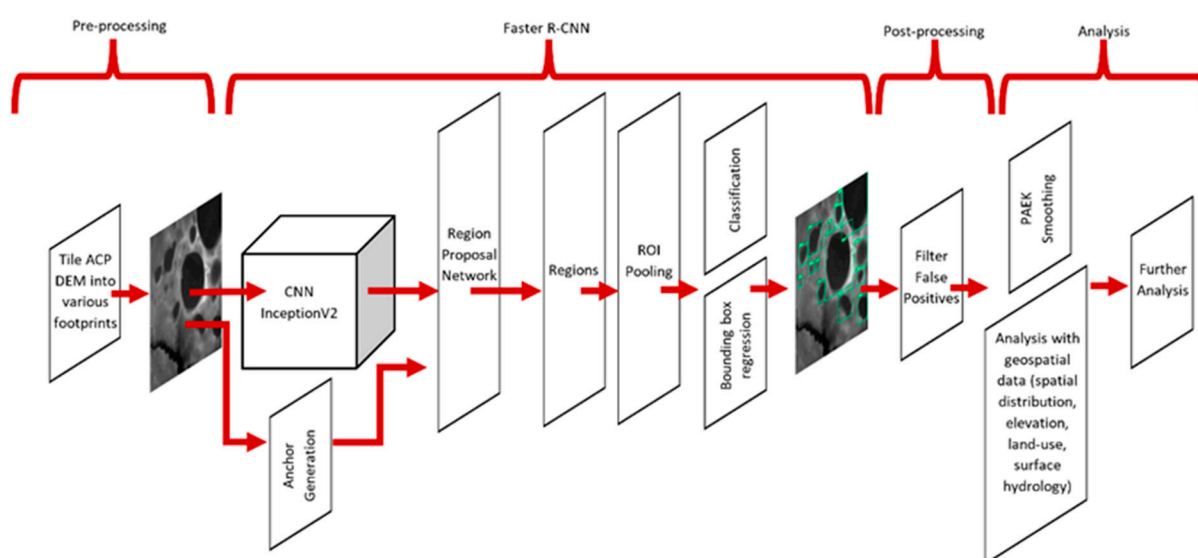 Pre-processing
Faster R-CNN
Post-processing
Analysis
Tile ACP
DEM into
various
footprints
CNN
InceptionV2
Anchor
Generation
Region
Proposal
Network
Regions
ROI
Pooling
Classification
Bounding box
regression
Filter
False
Positives
PAEK
Smoothing
Analysis with
geospatial
data (spatial
distribution,
elevation,
land-use,
surface
hydrology)
Further
Analysis